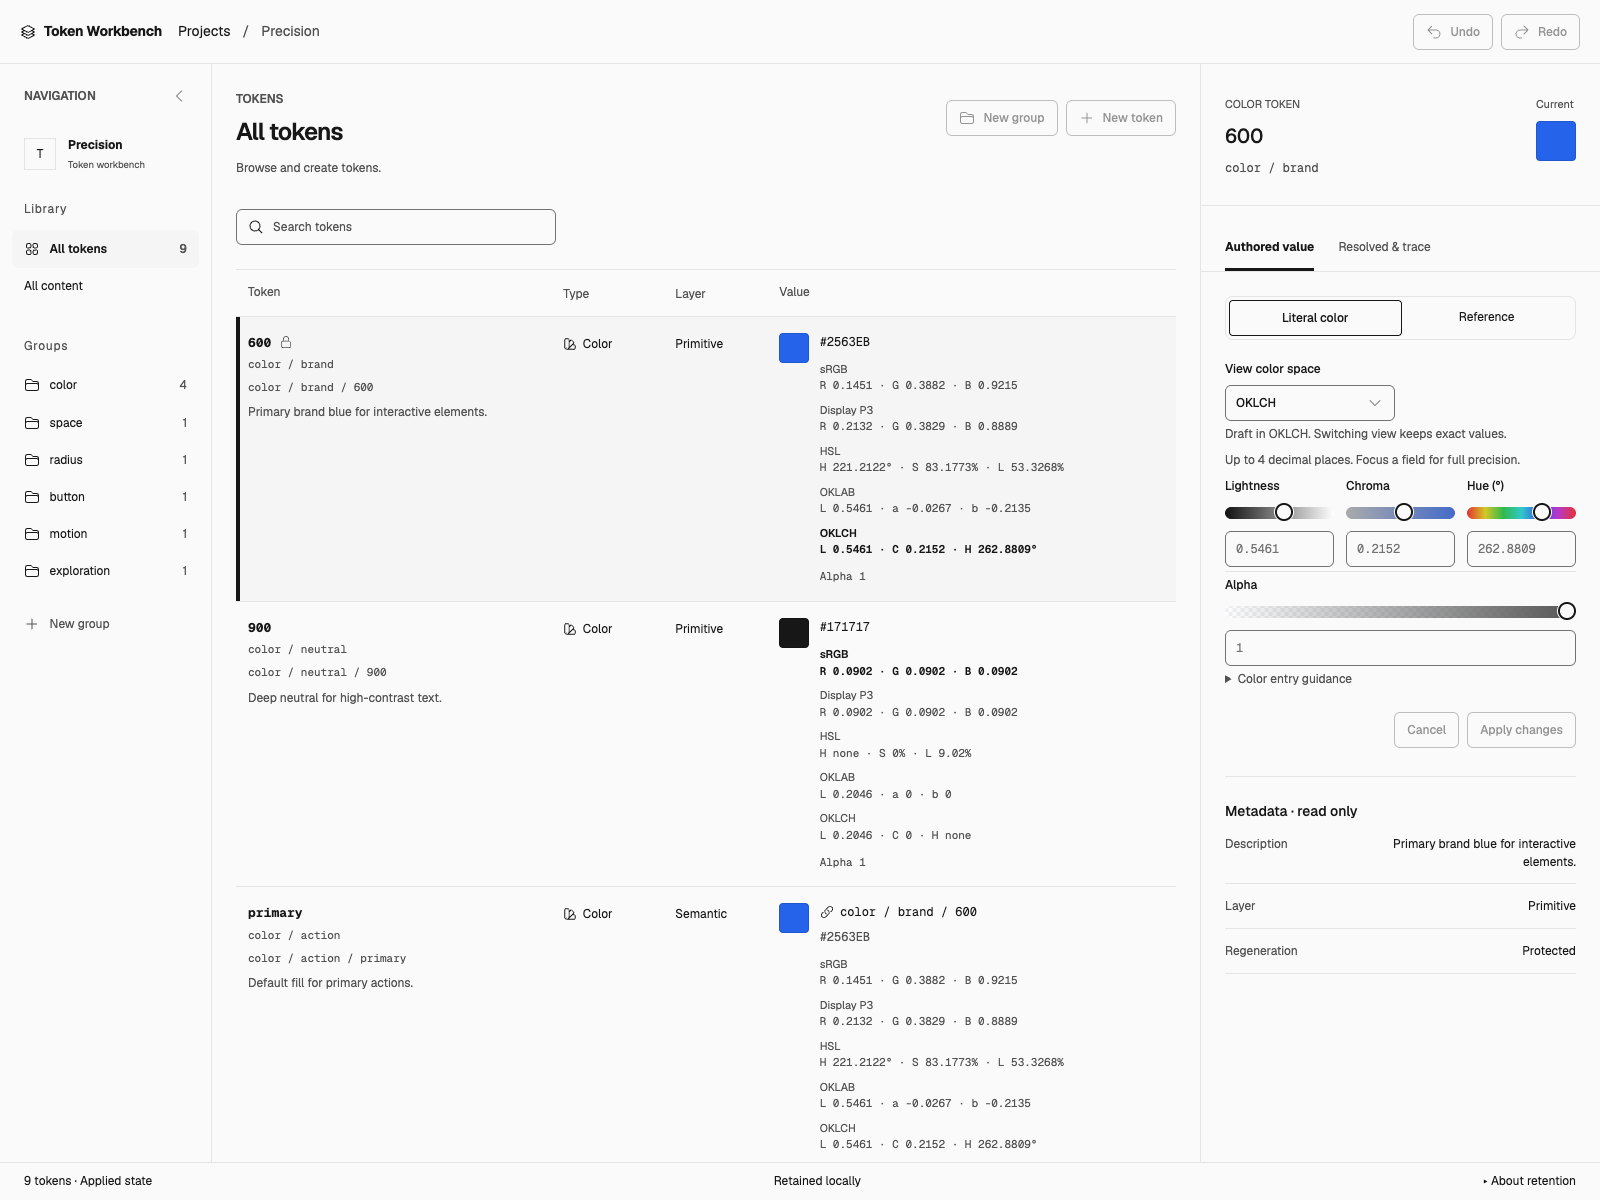 Token Workbench
Projects / Precision
Undo
Redo
NAVIGATION
T
Precision
Token workbench
Library
All tokens 9
All content
Groups
color 4
space 1
radius 1
button 1
motion 1
exploration 1
New group
TOKENS
All tokens
Browse and create tokens.
New group
New token
Search tokens
Token Type Layer Value
600
color / brand
color / brand / 600
Primary brand blue for interactive elements.
Color
Primitive
#2563EB
sRGB
R 0.1451 · G 0.3882 · B 0.9215
Display P3
R 0.2132 · G 0.3829 · B 0.8889
HSL
H 221.2122° · S 83.1773% · L 53.3268%
OKLAB
L 0.5461 · a -0.0267 · b -0.2135
OKLCH
L 0.5461 · C 0.2152 · H 262.8809°
Alpha 1
900
color / neutral
color / neutral / 900
Deep neutral for high-contrast text.
Color
Primitive
#171717
sRGB
R 0.0902 · G 0.0902 · B 0.0902
Display P3
R 0.0902 · G 0.0902 · B 0.0902
HSL
H none · S 0% · L 9.02%
OKLAB
L 0.2046 · a 0 · b 0
OKLCH
L 0.2046 · C 0 · H none
Alpha 1
primary
color / action
color / action / primary
Default fill for primary actions.
Color
Semantic
color / brand / 600
#2563EB
sRGB
R 0.1451 · G 0.3882 · B 0.9215
Display P3
R 0.2132 · G 0.3829 · B 0.8889
HSL
H 221.2122° · S 83.1773% · L 53.3268%
OKLAB
L 0.5461 · a -0.0267 · b -0.2135
OKLCH
L 0.5461 · C 0.2152 · H 262.8809°
COLOR TOKEN
600
color / brand
Current
Authored value
Resolved & trace
Literal color
Reference
View color space
OKLCH
Draft in OKLCH. Switching view keeps exact values.
Up to 4 decimal places. Focus a field for full precision.
Lightness Chroma Hue (°)
0.5461 0.2152 262.8809
Alpha
1
Color entry guidance
Cancel
Apply changes
Metadata · read only
Description Primary brand blue for interactive
elements.
Layer Primitive
Regeneration Protected
9 tokens · Applied state
Retained locally
About retention